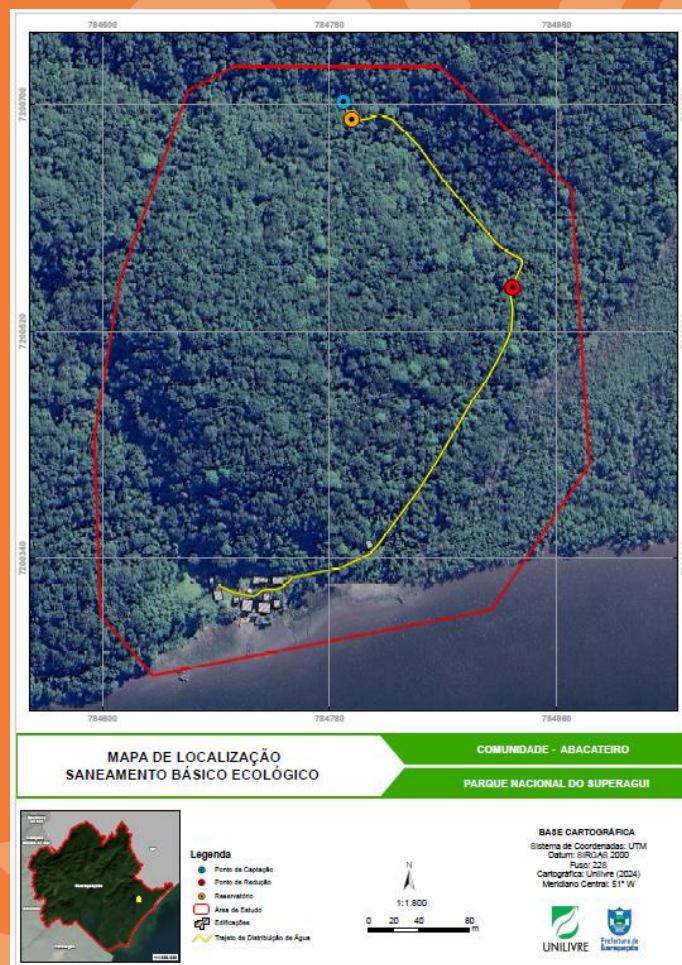 784600 784780 784960
7200700
7200520
7200340
784600 784780 784960
MAPA DE LOCALIZAÇÃO
SANEAMENTO BÁSICO ECOLÓGICO
COMUNIDADE - ABACATEIRO
PARQUE NACIONAL DO SUPERAGUI
Guaraqueçaba
Legenda
Ponto de Captação
Ponto de Redução
Reservatório
Área de Estudo
Edificações
Trajeto de Distribuição de Água
N
1:1.800
0 20 40 80
m
BASE CARTOGRÁFICA
Sistema de Coordenadas: UTM
Datum: SIRGAS 2000
Fuso: 22S
Cartográfica: Unilivre (2024)
Meridiano Central: 51° W
UNILIVRE
Prefeitura de
Guaraqueçaba